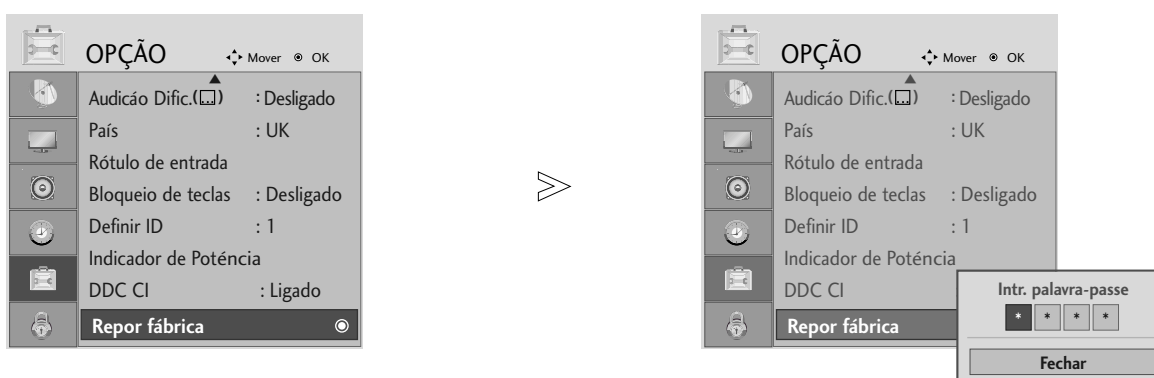 OPÇÃO Mover OK
Audicáo Dific.( ) : Desligado
País : UK
Rótulo de entrada
Bloqueio de teclas : Desligado
Definir ID : 1
Indicador de Poténcia
DDC CI : Ligado
Repor fábrica
OPÇÃO Mover OK
Audicáo Dific.( ) : Desligado
País : UK
Rótulo de entrada
Bloqueio de teclas : Desligado
Definir ID : 1
Indicador de Poténcia
DDC CI
Repor fábrica
Intr. palavra-passe
* * * *
Fechar